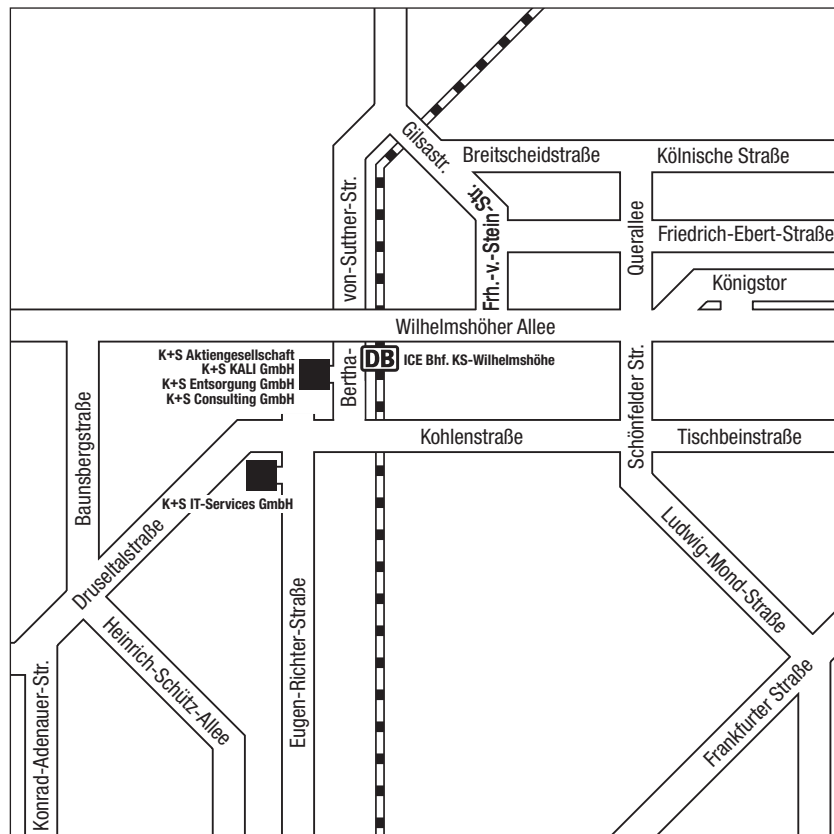 Gilsastr.
Breitscheidstraße
Kölnische Straße
von-Suttner-Str.
Frh.-v.-Stein-Str.
Querallee
Friedrich-Ebert-Straße
Königstor
Wilhelmshöher Allee
K+S Aktiengesellschaft
K+S KALI GmbH
K+S Entsorgung GmbH
K+S Consulting GmbH
Bertha-
DB ICE Bhf. KS-Wilhelmshöhe
Schönfelder Str.
Baunsbergstraße
Kohlenstraße
Tischbeinstraße
K+S IT-Services GmbH
Druseltalstraße
Ludwig-Mond-Straße
Heinrich-Schütz-Allee
Eugen-Richter-Straße
Konrad-Adenauer-Str.
Frankfurter Straße